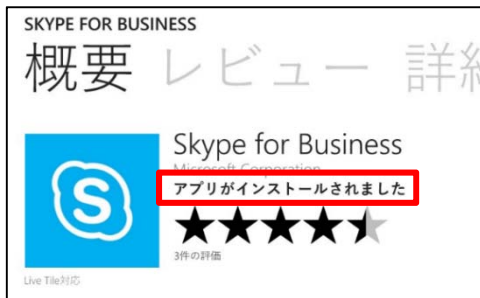 SKYPE FOR BUSINESS
概要 レビュー 詳細
Skype for Business
Microsoft Corporation
アプリがインストールされました
3件の評価
Live Tile対応